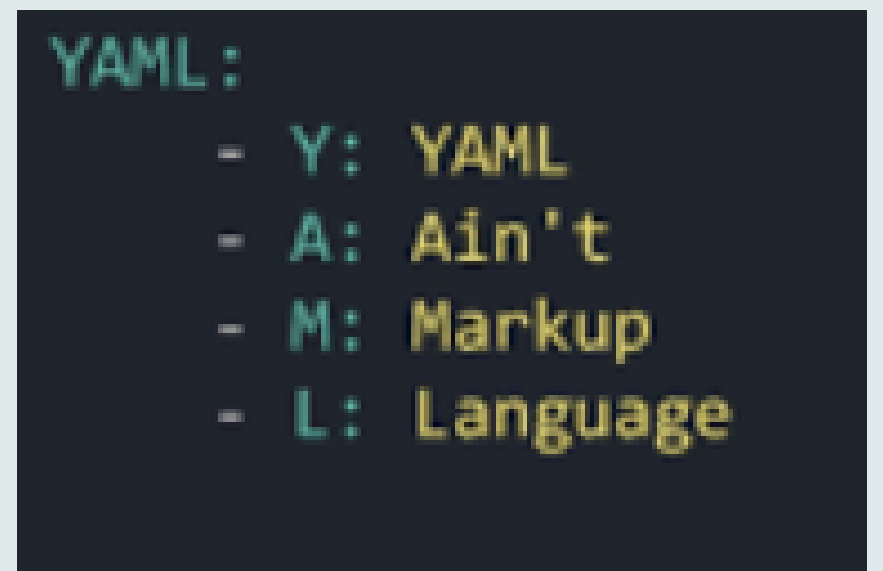 YAML:
- Y: YAML
- A: Ain't
- M: Markup
- L: Language